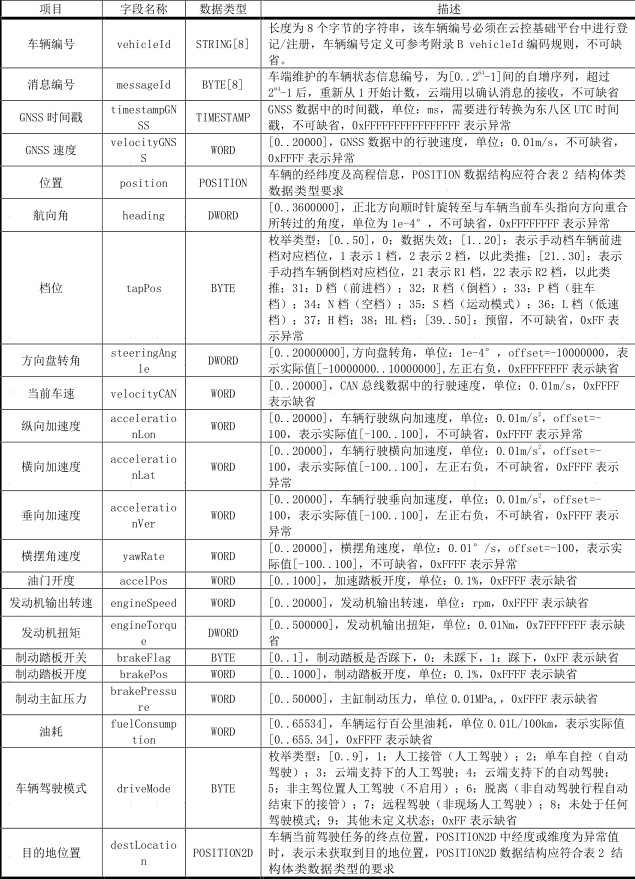 项目 字段名称 数据类型 描述
车辆编号 vehicleId STRING[8] 长度为 8 个字节的字符串，该车辆编号必须在云控基础平台中进行登
记/注册，车辆编号定义可参考附录 B vehicleId 编码规则，不可缺
省。
消息编号 messageId BYTE[8] 车端维护的车辆状态信息编号，为[0..2⁶⁴-1]间的自增序列，超过
2⁶⁴-1 后，重新从 1 开始计数，云端用以确认消息的接收，不可缺省
GNSS 时间戳 timestampGN
SS TIMESTAMP GNSS 数据中的时间戳，单位：ms，需要进行转换为东八区 UTC 时间
戳，不可缺省，0xFFFFFFFFFFFFFFFF 表示异常
GNSS 速度 velocityGNS
S WORD [0..20000]，GNSS 数据中的行驶速度，单位：0.01m/s，不可缺省，
0xFFFF 表示异常
位置 position POSITION 车辆的经纬度及高程信息，POSITION 数据结构应符合表 2 结构体类
数据类型要求
航向角 heading DWORD [0..3600000]，正北方向顺时针旋转至与车辆当前车头指向方向重合
所转过的角度，单位为 1e-4°，不可缺省，0xFFFFFFFF 表示异常
档位 tapPos BYTE 枚举类型：[0..50]，0：数据失效；[1..20]：表示手动档车辆前进
档对应档位，1 表示 1 档，2 表示 2 档，以此类推；[21..30]：表示
手动挡车辆倒档对应档位，21 表示 R1 档，22 表示 R2 档，以此类
推；31：D 档（前进档）；32：R 档（倒档）；33：P 档（驻车
档）；34：N 档（空档）；35：S 档（运动模式）；36：L 档（低速
档）；37：H 档；38：HL 档；[39..50]：预留，不可缺省，0xFF 表
示异常
方向盘转角 steeringAng
le DWORD [0..20000000],方向盘转角，单位：1e-4°，offset=-10000000，表
示实际值[-10000000..10000000],左正右负，0xFFFFFFFF 表示缺省
当前车速 velocityCAN WORD [0..20000]，CAN 总线数据中的行驶速度，单位：0.01m/s，0xFFFF
表示缺省
纵向加速度 acceleratio
nLon WORD [0..20000]，车辆行驶纵向加速度，单位：0.01m/s²，offset=-
100，表示实际值[-100..100]，不可缺省，0xFFFF 表示异常
横向加速度 acceleratio
nLat WORD [0..20000]，车辆行驶横向加速度，单位：0.01m/s²，offset=-
100，表示实际值[-100..100]，左正右负，不可缺省，0xFFFF 表示
异常
垂向加速度 acceleratio
nVer WORD [0..20000]，车辆行驶垂向加速度，单位：0.01m/s²，offset=-
100，表示实际值[-100..100]，左正右负，不可缺省，0xFFFF 表示
异常
横摆角速度 yawRate WORD [0..20000]，横摆角速度，单位：0.01°/s，offset=-100，表示实
际值[-100..100]，不可缺省，0xFFFF 表示异常
油门开度 accelPos WORD [0..1000]，加速踏板开度，单位：0.1%，0xFFFF 表示缺省
发动机输出转速 engineSpeed WORD [0..20000]，发动机输出转速，单位：rpm，0xFFFF 表示缺省
发动机扭矩 engineTorqu
e DWORD [0..500000]，发动机输出扭矩，单位：0.01Nm，0x7FFFFFFF 表示缺
省
制动踏板开关 brakeFlag BYTE [0..1]，制动踏板是否踩下，0：未踩下，1：踩下，0xFF 表示缺省
制动踏板开度 brakePos WORD [0..1000]，制动踏板开度，单位：0.1%，0xFFFF 表示缺省
制动主缸压力 brakePressu
re WORD [0..50000]，主缸制动压力，单位 0.01MPa,，0xFFFF 表示缺省
油耗 fuelConsump
tion WORD [0..65534]，车辆运行百公里油耗，单位 0.01L/100km，表示实际值
[0..655.34]，0xFFFF 表示缺省
车辆驾驶模式 driveMode BYTE 枚举类型：[0..9]，1：人工接管（人工驾驶）；2：单车自控（自动
驾驶）；3：云端支持下的人工驾驶；4：云端支持下的自动驾驶；
5：非主驾位置人工驾驶（不启用）；6：脱离（非自动驾驶行程自动
结束下的接管）；7：远程驾驶（非现场人工驾驶）；8：未处于任何
驾驶模式；9：其他未定义状态；0xFF 表示缺省
目的地位置 destLocatio
n POSITION2D 车辆当前驾驶任务的终点位置，POSITION2D 中经度或维度为异常值
时，表示未获取到目的地位置，POSITION2D 数据结构应符合表 2 结
构体类数据类型的要求